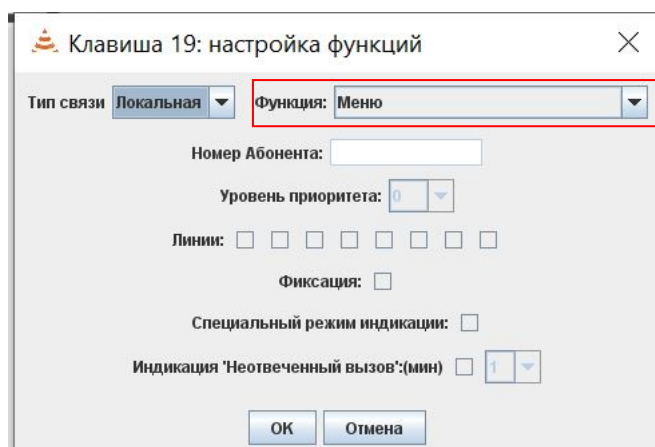 Клавиша 19: настройка функций
Тип связи Локальная Функция: Меню
Номер Абонента:
Уровень приоритета: 0
Линии:
Фиксация:
Специальный режим индикации:
Индикация 'Неотвеченный вызов':(мин) 1
OK Отмена